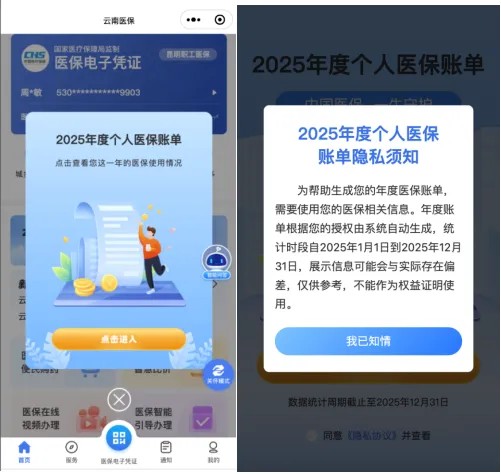 云南医保
国家医疗保障局监制
医保电子凭证
CHS
周*敏 530**********9903
2025年度个人医保账单
点击查看您这一年的医保使用情况
点击进入
关怀模式
医保在线
视频办理
医保智能
引导办理
首页
服务
医保电子凭证
通知
我的
2025年度个人医保账单
2025年度个人医保
账单隐私须知
为帮助生成您的年度医保账单，
需要使用您的医保相关信息。年度账
单根据您的授权由系统自动生成，统
计时段自2025年1月1日到2025年12月
31日，展示信息可能会与实际存在偏
差，仅供参考，不能作为权益证明使
用。
我已知情
数据统计周期截至2025年12月31日
同意《隐私协议》并查看